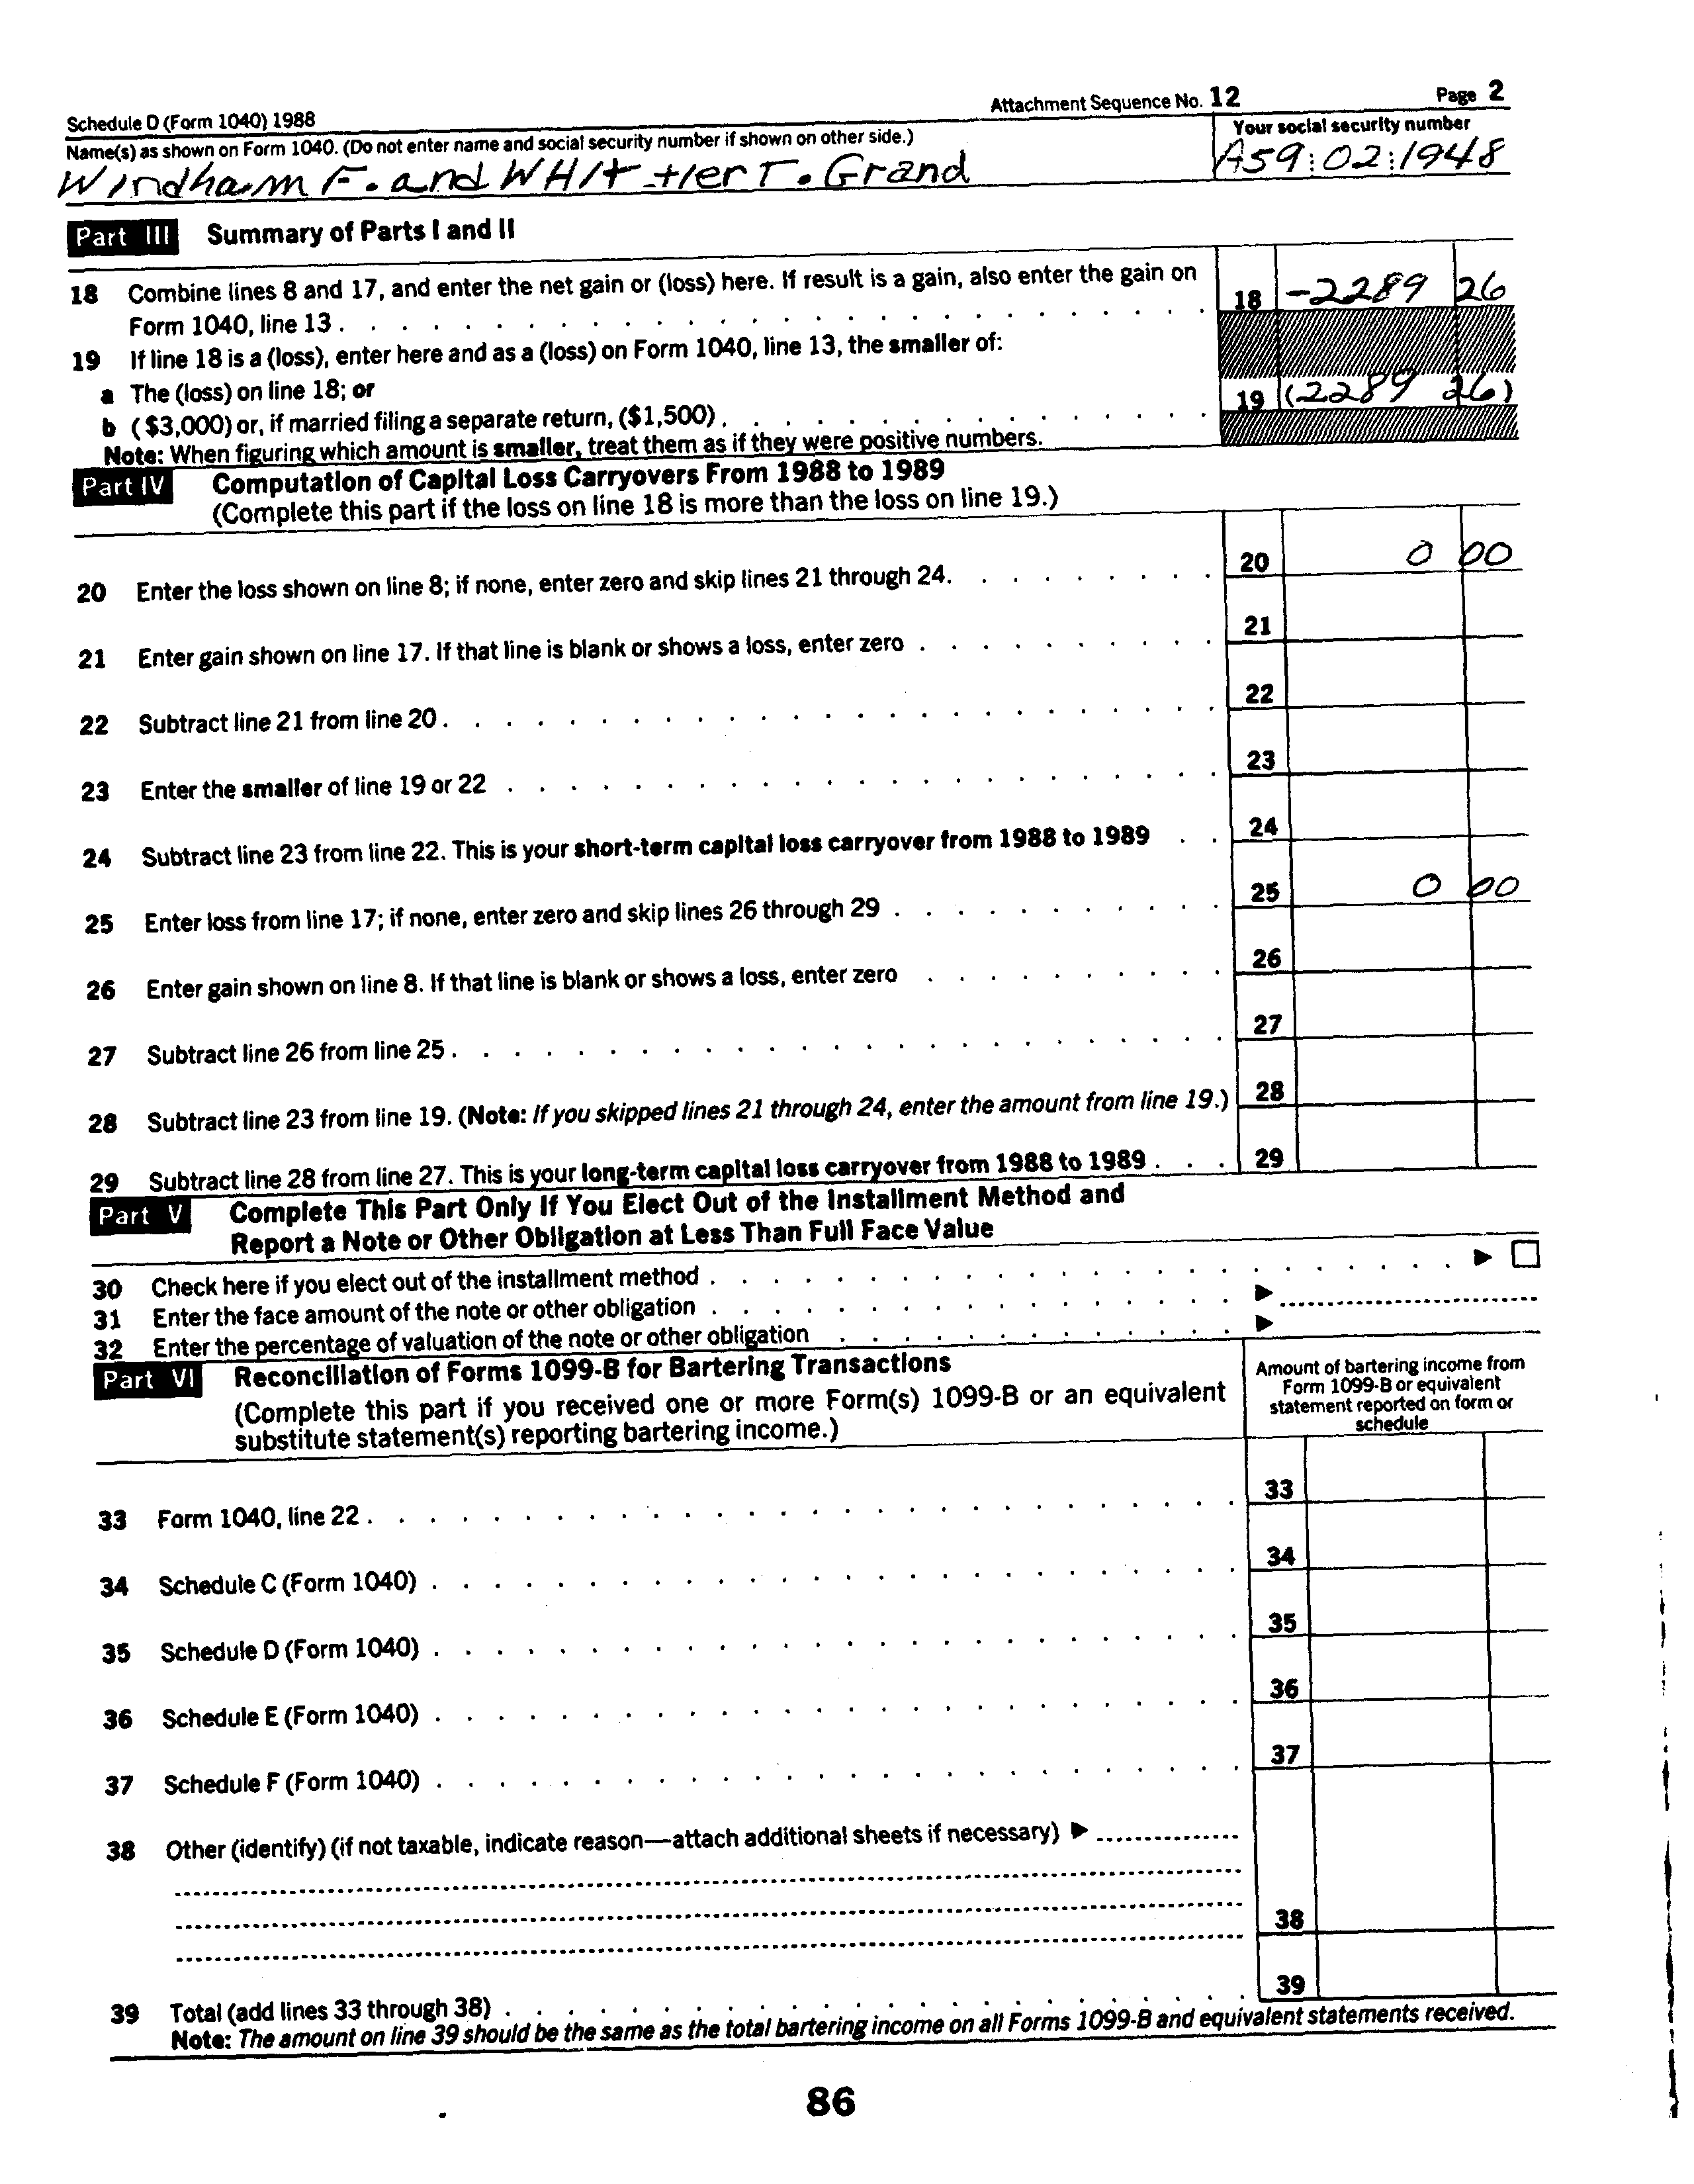 Schedule D (Form 1040) 1988 Attachment Sequence No. 12 Page 2
Name(s) as shown on Form 1040. (Do not enter name and social security number if shown on other side.) Your social security number
Windham F. and WHIttier T. Grand A59:02:1948
Part III Summary of Parts I and II
18 Combine lines 8 and 17, and enter the net gain or (loss) here. If result is a gain, also enter the gain on
Form 1040, line 13 . 18 -2289 26
19 If line 18 is a (loss), enter here and as a (loss) on Form 1040, line 13, the smaller of:
a The (loss) on line 18; or
b ($3,000) or, if married filing a separate return, ($1,500) . 19 (2289 26)
Note: When figuring which amount is smaller, treat them as if they were positive numbers.
Part IV Computation of Capital Loss Carryovers From 1988 to 1989
(Complete this part if the loss on line 18 is more than the loss on line 19.)
20 Enter the loss shown on line 8; if none, enter zero and skip lines 21 through 24. 20 0 00
21 Enter gain shown on line 17. If that line is blank or shows a loss, enter zero . 21
22 Subtract line 21 from line 20 . 22
23 Enter the smaller of line 19 or 22 . 23
24 Subtract line 23 from line 22. This is your short-term capital loss carryover from 1988 to 1989 . 24
25 Enter loss from line 17; if none, enter zero and skip lines 26 through 29 . 25 0 00
26 Enter gain shown on line 8. If that line is blank or shows a loss, enter zero . 26
27 Subtract line 26 from line 25 . 27
28 Subtract line 23 from line 19. (Note: If you skipped lines 21 through 24, enter the amount from line 19.) 28
29 Subtract line 28 from line 27. This is your long-term capital loss carryover from 1988 to 1989 . 29
Part V Complete This Part Only If You Elect Out of the Installment Method and
Report a Note or Other Obligation at Less Than Full Face Value
30 Check here if you elect out of the installment method . ▶ ☐
31 Enter the face amount of the note or other obligation . ▶
32 Enter the percentage of valuation of the note or other obligation . ▶
Part VI Reconciliation of Forms 1099-B for Bartering Transactions
(Complete this part if you received one or more Form(s) 1099-B or an equivalent
substitute statement(s) reporting bartering income.)
Amount of bartering income from
Form 1099-B or equivalent
statement reported on form or
schedule
33 Form 1040, line 22 . 33
34 Schedule C (Form 1040) . 34
35 Schedule D (Form 1040) . 35
36 Schedule E (Form 1040) . 36
37 Schedule F (Form 1040) . 37
38 Other (identify) (if not taxable, indicate reason—attach additional sheets if necessary) ▶
38
39 Total (add lines 33 through 38) . 39
Note: The amount on line 39 should be the same as the total bartering income on all Forms 1099-B and equivalent statements received.
86